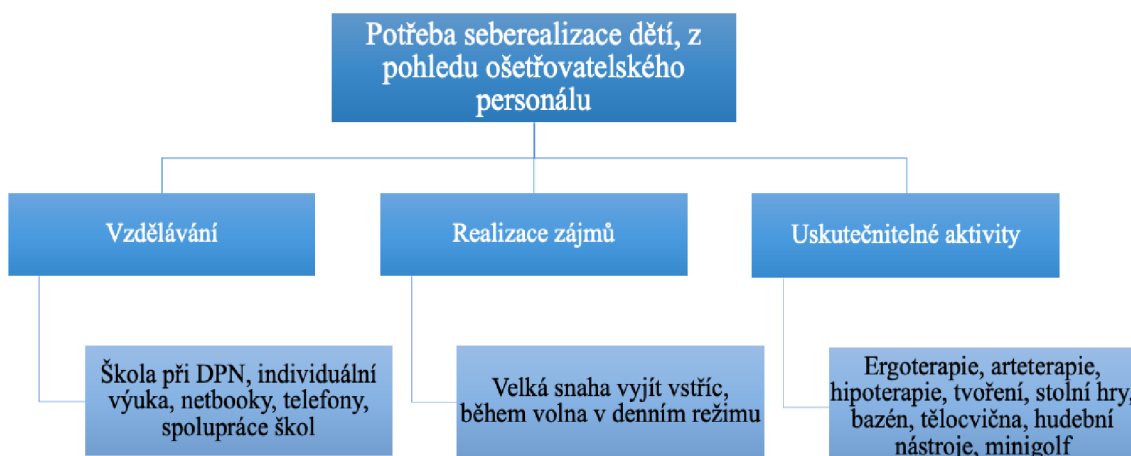 Potřeba seberealizace dětí, z
pohledu ošetřovatelského
personálu
Vzdělávání
Realizace zájmů
Uskutečnitelné aktivity
Škola při DPN, individuální
výuka, netbooky, telefony,
spolupráce škol
Velká snaha vyjít vstříc,
během volna v denním režimu
Ergoterapie, arteterapie,
hipoterapie, tvoření, stolní hry,
bazén, tělocvična, hudební
nástroje, minigolf